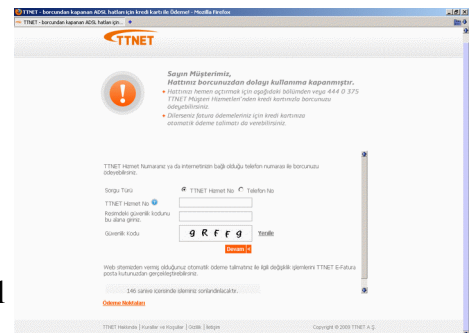 TTNET - borcundan kapanan ADSL hatları için kredi kartı ile Ödeme! - Mozilla Firefox
TTNET - borcundan kapanan ADSL hatları için...
TTNET
Sayın Müşterimiz,
Hattınız borcunuzdan dolayı kullanıma kapanmıştır.
Hattınızı hemen açtırmak için aşağıdaki bölümden veya 444 0 375
TTNET Müşteri Hizmetleri'nden kredi kartınızla borcunuzu
ödeyebilirsiniz.
Dilerseniz fatura ödemeleriniz için kredi kartınıza
otomatik ödeme talimatı da verebilirsiniz.
TTNET Hizmet Numaranız ya da internetinizin bağlı olduğu telefon numarası ile borcunuzu
ödeyebilirsiniz.
Sorgu Türü TTNET Hizmet No Telefon No
TTNET Hizmet No
Resimdeki güvenlik kodunu
bu alana giriniz.
Güvenlik Kodu g R F F g Yenile
Devam
Web sitemizden vermiş olduğunuz otomatik ödeme talimatınız ile ilgili değişiklik işlemlerini TTNET E-Fatura
posta kutunuzdan gerçekleştirebilirsiniz.
146 saniye içerisinde işleminiz sonlandırılacaktır.
Ödeme Noktaları
TTNET Hakkında | Kurallar ve Koşullar | Gizlilik | İletişim
Copyright © 2009 TTNET A.Ş.